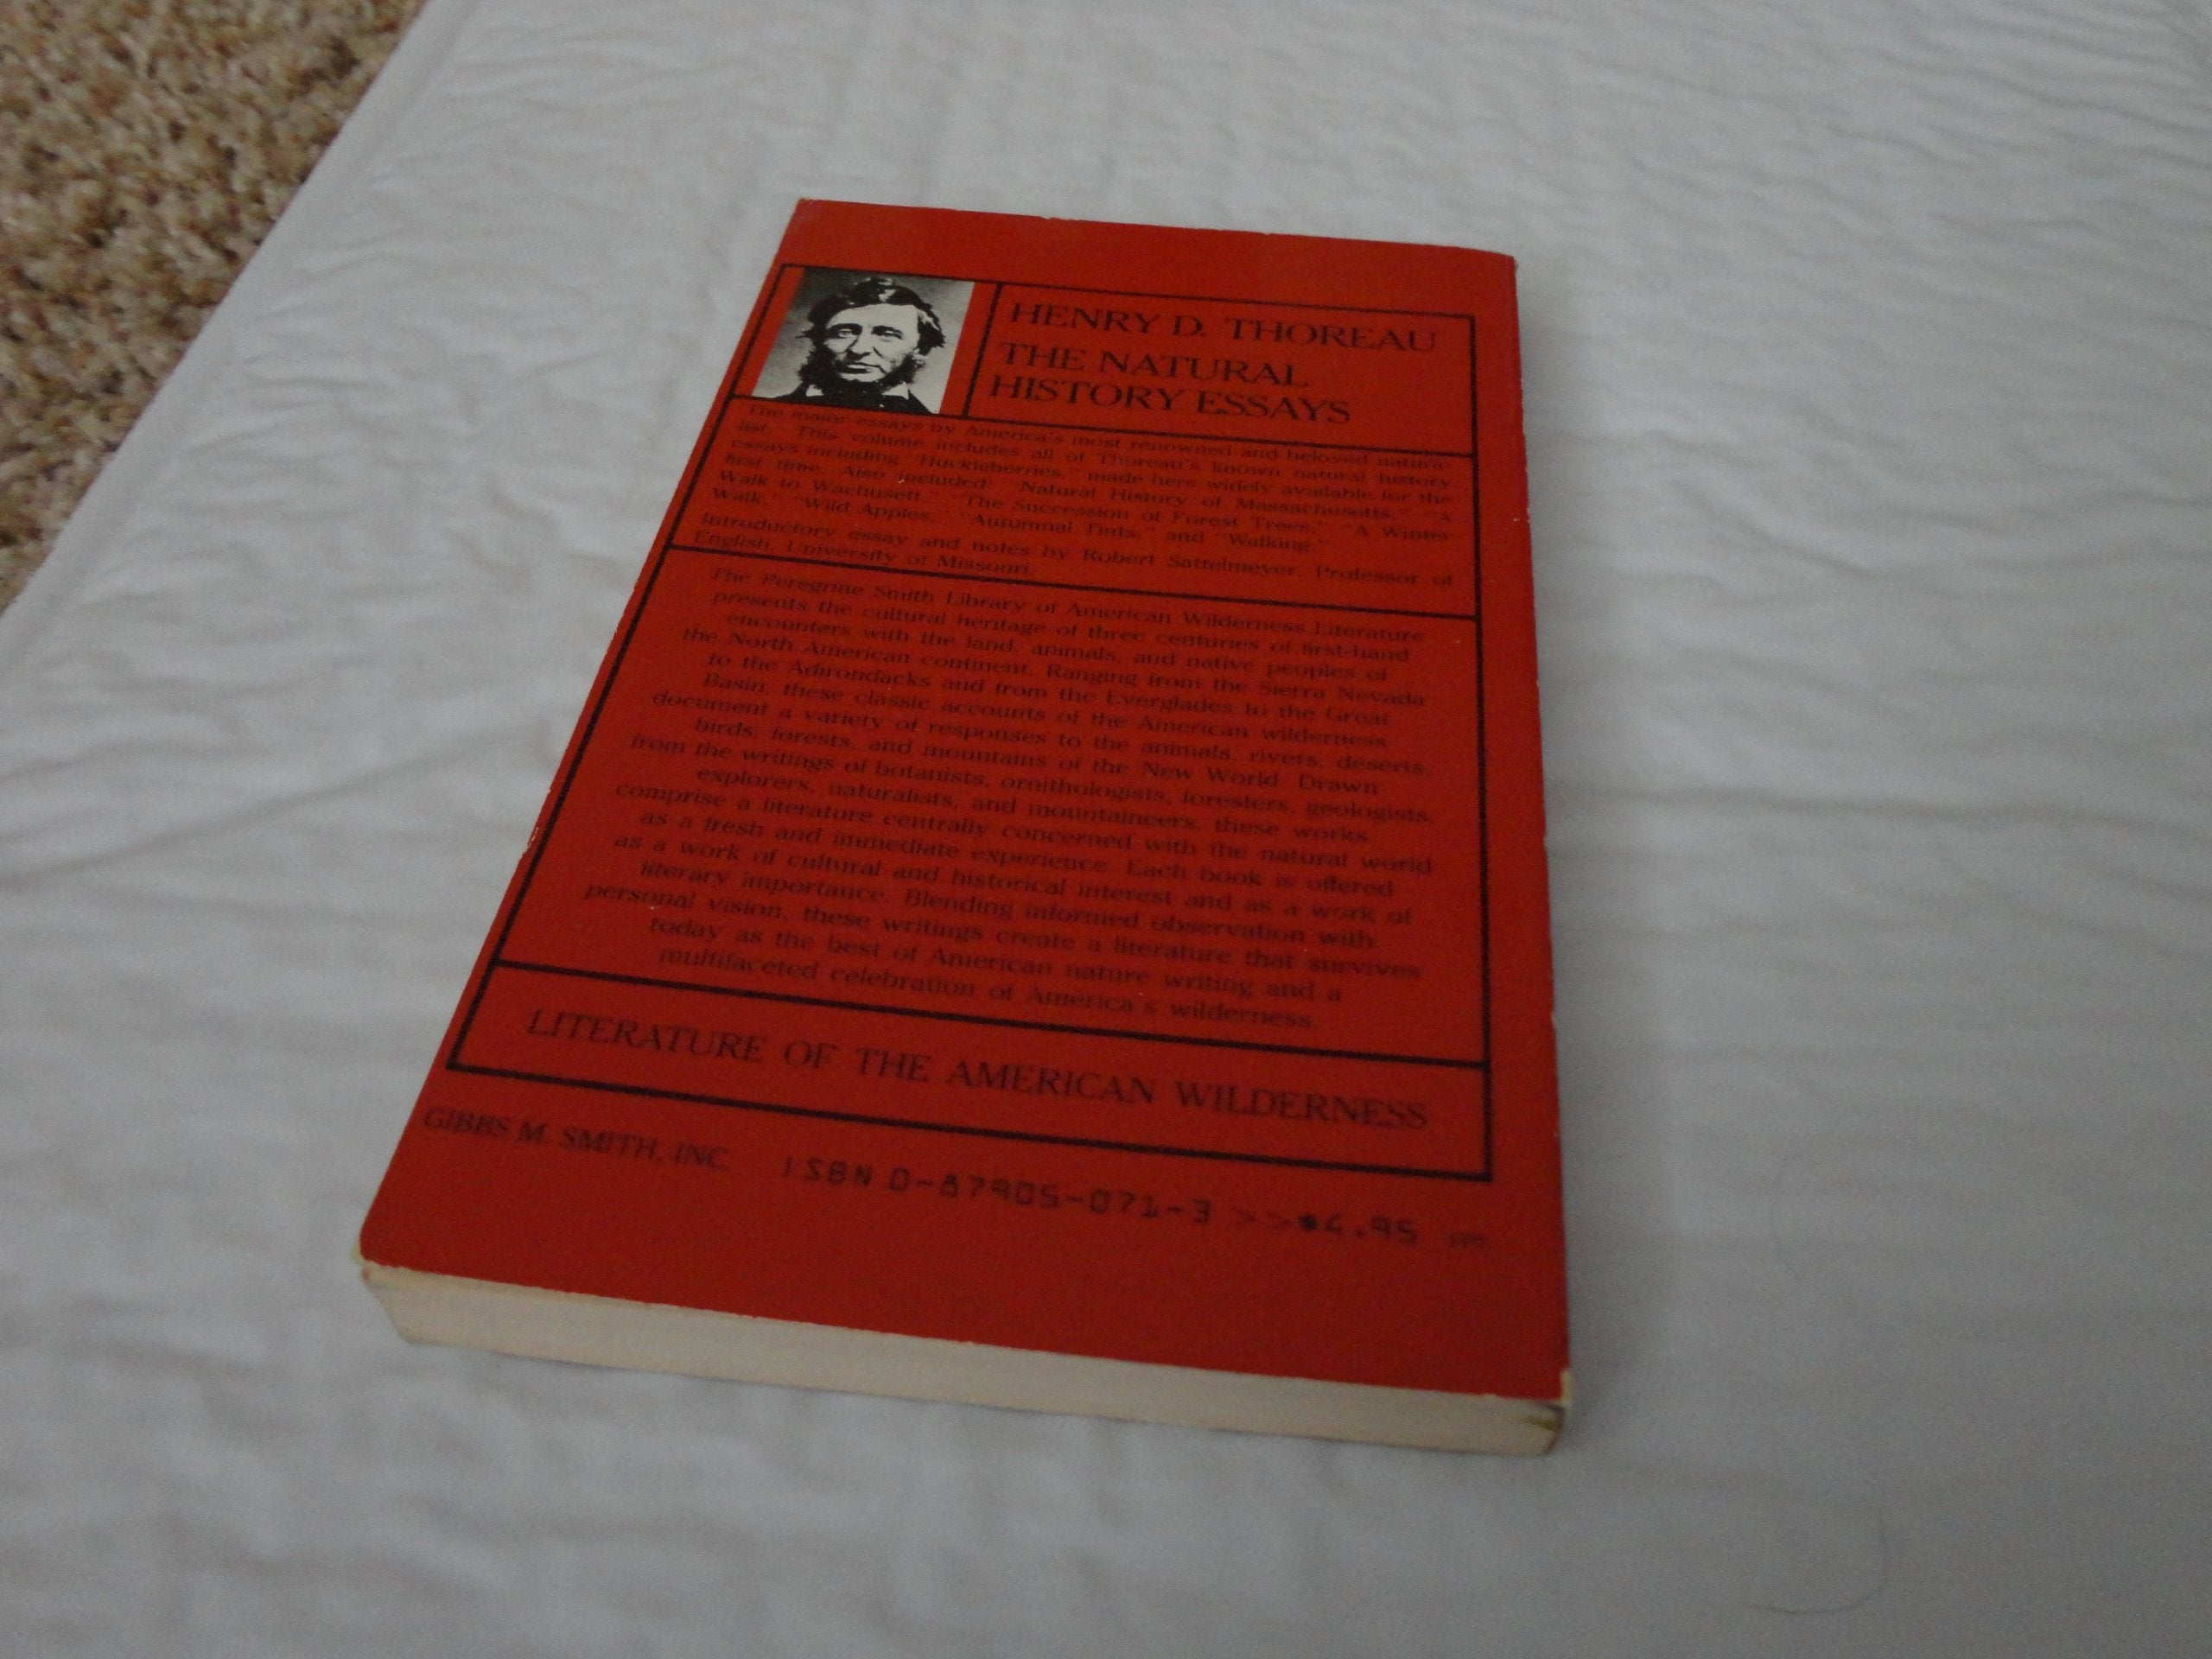 HENRY D. THOREAU
THE NATURAL
HISTORY ESSAYS
The major essays by America's most renowned and beloved natura-
list. This volume includes all of Thoreau's known natural history
essays including "Huckleberries," made here widely available for the
first time. Also included: "Natural History of Massachusetts," "A
Walk to Wachusett," "The Succession of Forest Trees," "A Winter
Walk," "Wild Apples," "Autumnal Tints," and "Walking."
Introductory essay and notes by Robert Sattelmeyer, Professor of
English, University of Missouri.
The Peregrine Smith Library of American Wilderness Literature
presents the cultural heritage of three centuries of first-hand
encounters with the land, animals, and native peoples of
the North American continent. Ranging from the Sierra Nevada
to the Adirondacks and from the Everglades to the Great
Basin, these classic accounts of the American wilderness
document a variety of responses to the animals, rivers, deserts,
birds, forests, and mountains of the New World. Drawn
from the writings of botanists, ornithologists, foresters, geologists,
explorers, naturalists, and mountaineers, these works
comprise a literature centrally concerned with the natural world
as a fresh and immediate experience. Each book is offered
as a work of cultural and historical interest and as a work of
literary importance. Blending informed observation with
personal vision, these writings create a literature that survives
today as the best of American nature writing and a
multifaceted celebration of America's wilderness.
LITERATURE OF THE AMERICAN WILDERNESS
GIBBS M. SMITH, INC. ISBN 0-87905-071-3 >>